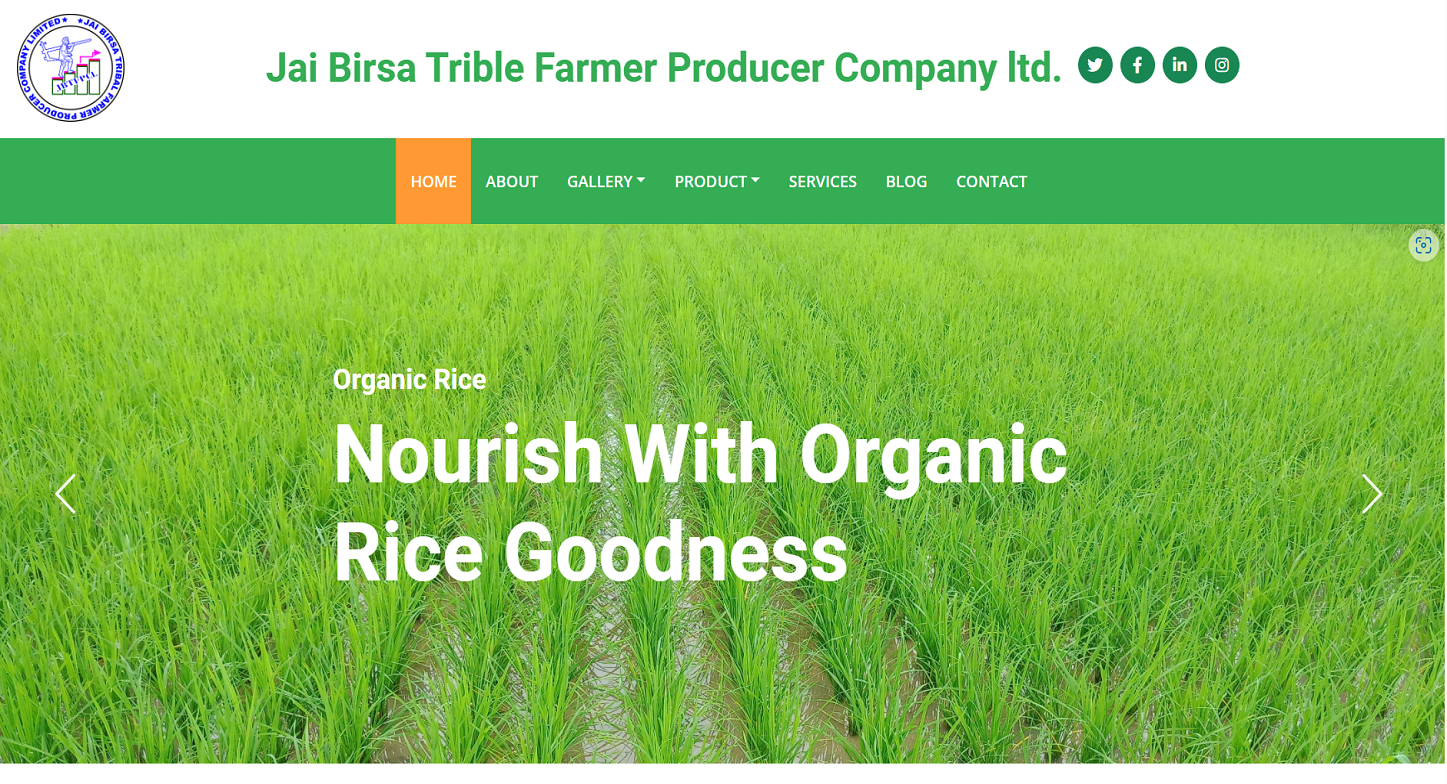 ★JAI BIRSA TRIBAL FARMER PRODUCER COMPANY LIMITED★
JBTFPCL
Jai Birsa Trible Farmer Producer Company ltd.
HOME ABOUT GALLERY PRODUCT SERVICES BLOG CONTACT
Organic Rice
Nourish With Organic
Rice Goodness